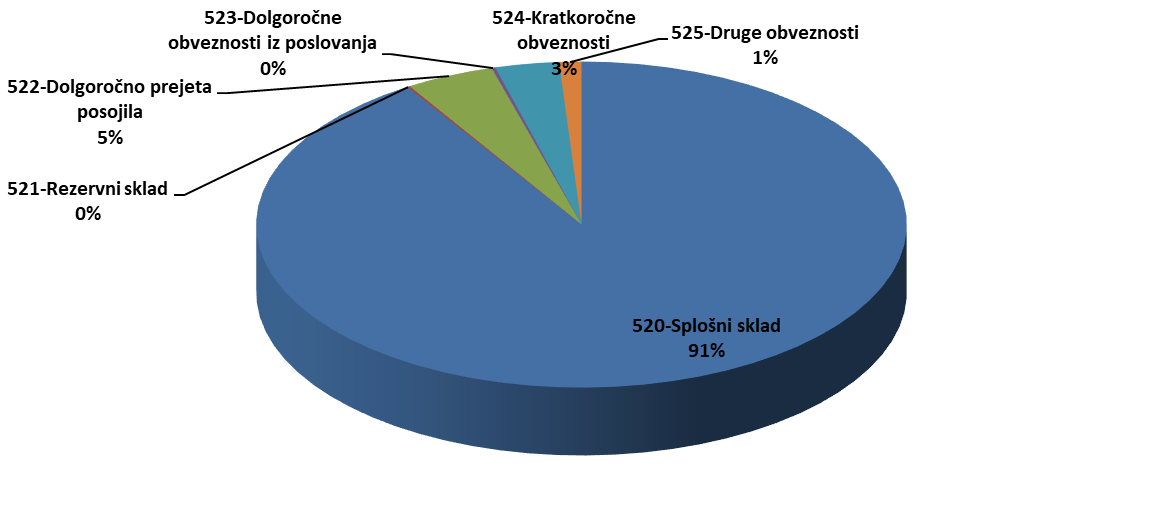 523-Dolgoročne
obveznosti iz poslovanja
0%
524-Kratkoročne
obveznosti
3%
525-Druge obveznosti
1%
522-Dolgoročno prejeta
posojila
5%
521-Rezervni sklad
0%
520-Splošni sklad
91%